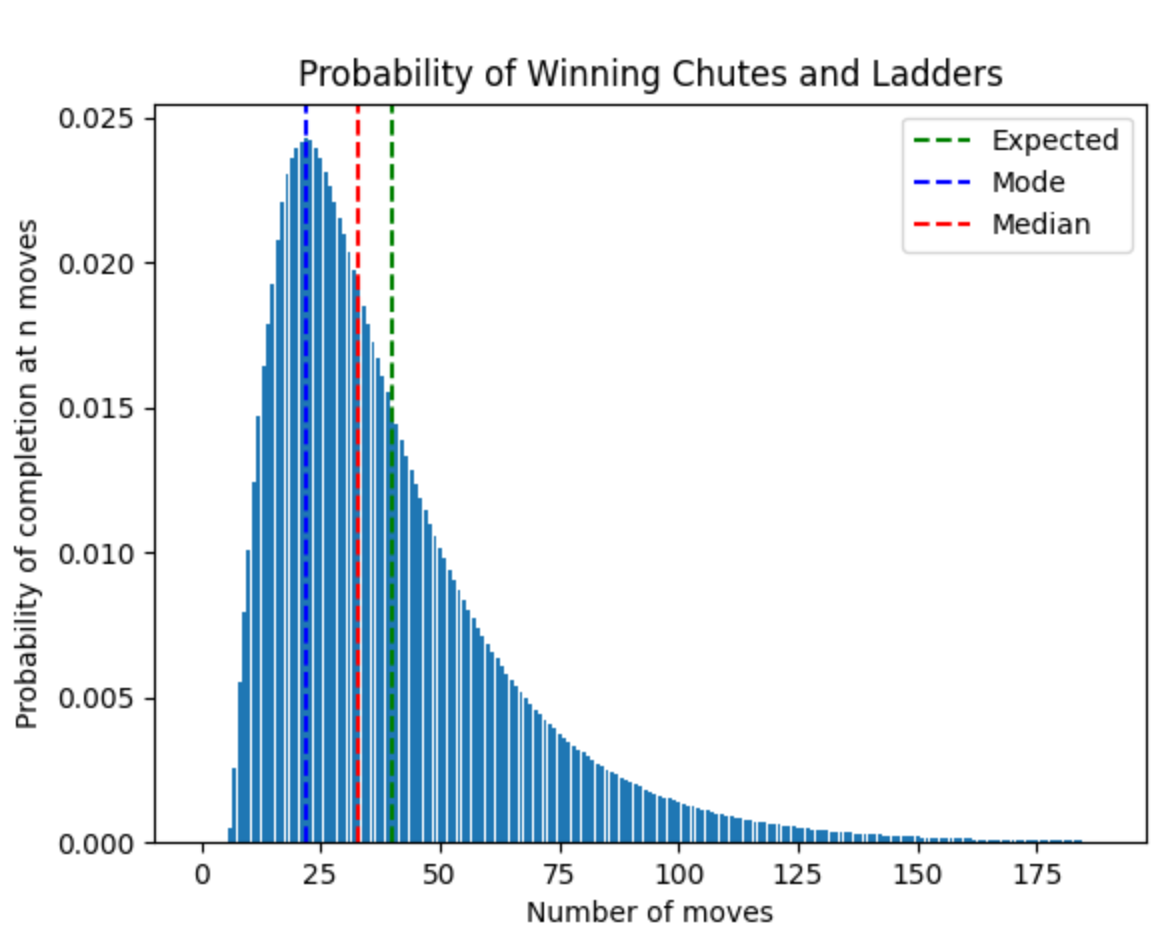 Probability of Winning Chutes and Ladders
Expected
Mode
Median
Probability of completion at n moves
0.025
0.020
0.015
0.010
0.005
0.000
0 25 50 75 100 125 150 175
Number of moves